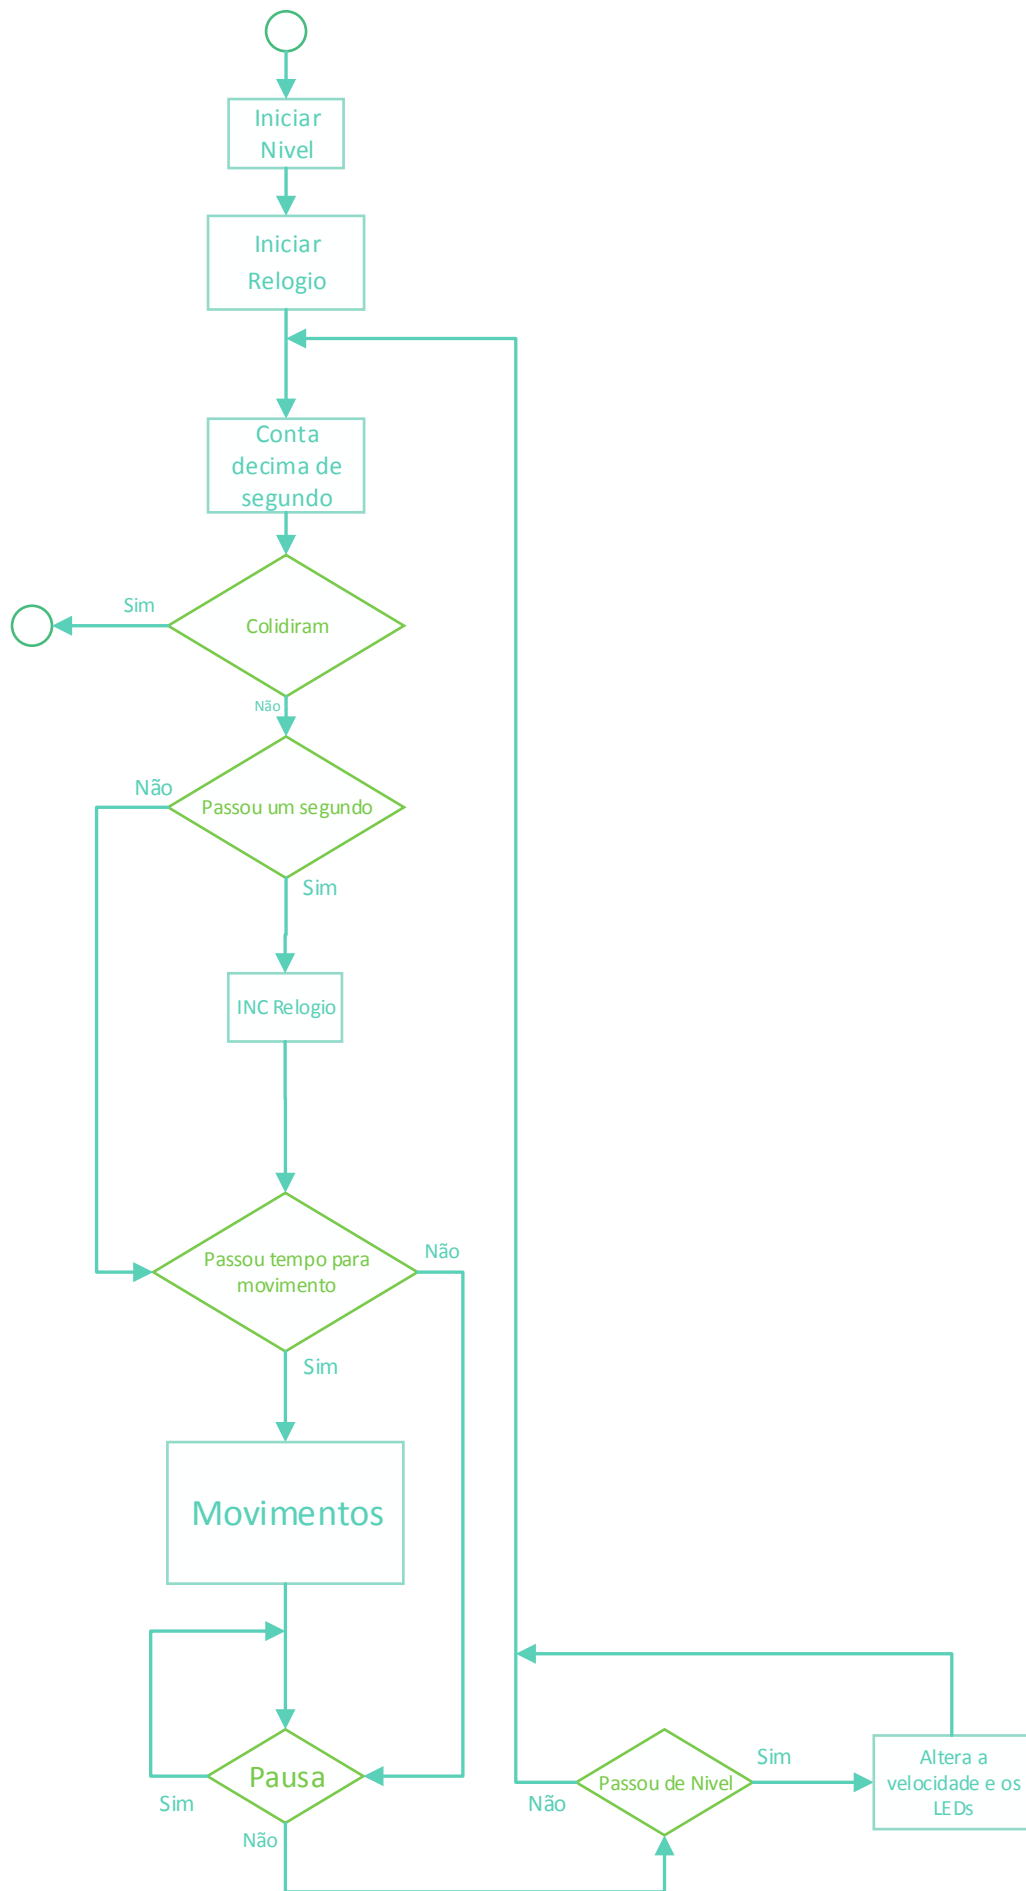 Iniciar
Nivel
Iniciar
Relogio
Conta
decima de
segundo
Sim
Colidiram
Não
Não
Passou um segundo
Sim
INC Relogio
Não
Passou tempo para
movimento
Sim
Movimentos
Pausa
Sim
Não
Passou de Nivel
Sim
Não
Altera a
velocidade e os
LEDs